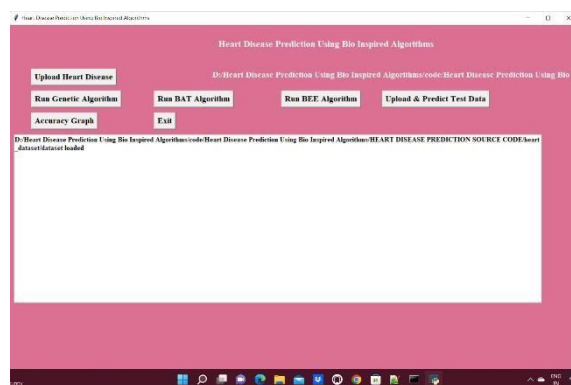 Heart Disease Prediction Using Bio Inspired Algorithms
Heart Disease Prediction Using Bio Inspired Algorithms
Upload Heart Disease
D:/Heart Disease Prediction Using Bio Inspired Algorithms/code/Heart Disease Prediction Using Bio
Run Genetic Algorithm Run BAT Algorithm Run BEE Algorithm Upload & Predict Test Data
Accuracy Graph Exit
D:/Heart Disease Prediction Using Bio Inspired Algorithms/code/Heart Disease Prediction Using Bio Inspired Algorithms/HEART DISEASE PREDICTION SOURCE CODE/heart
_dataset/dataset loaded
ENG
IN